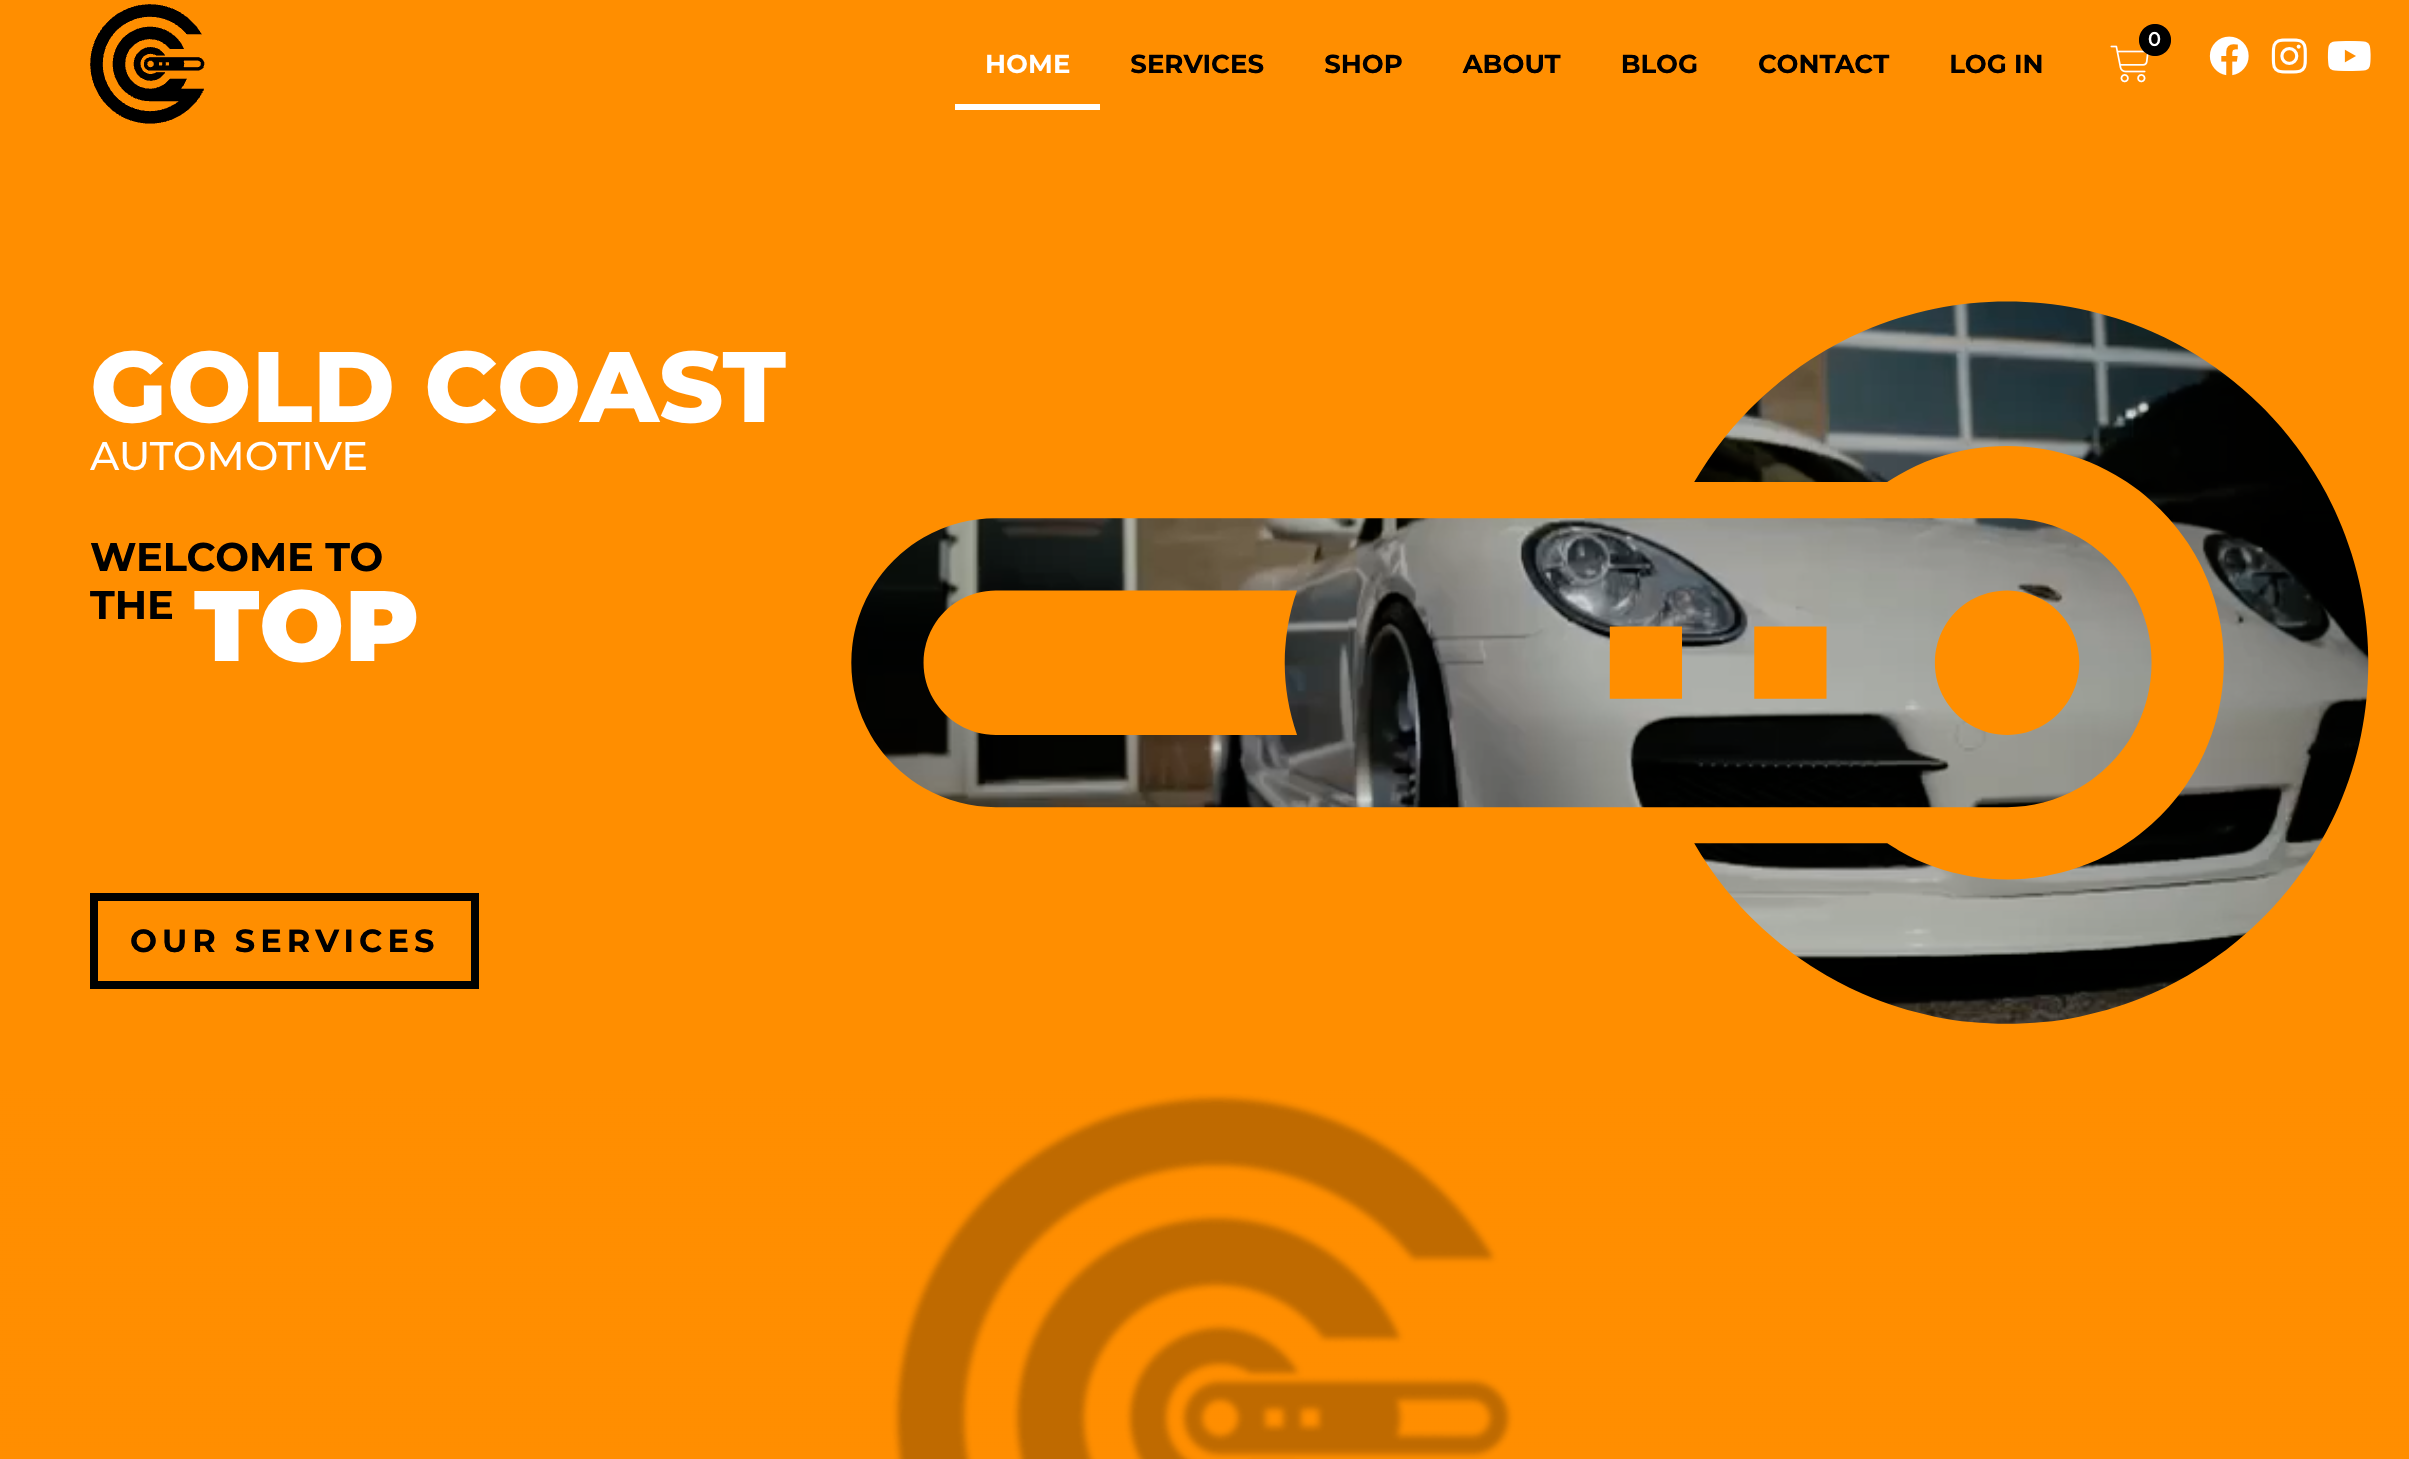 HOME SERVICES SHOP ABOUT BLOG CONTACT LOG IN 0
GOLD COAST
AUTOMOTIVE
WELCOME TO
THE TOP
OUR SERVICES